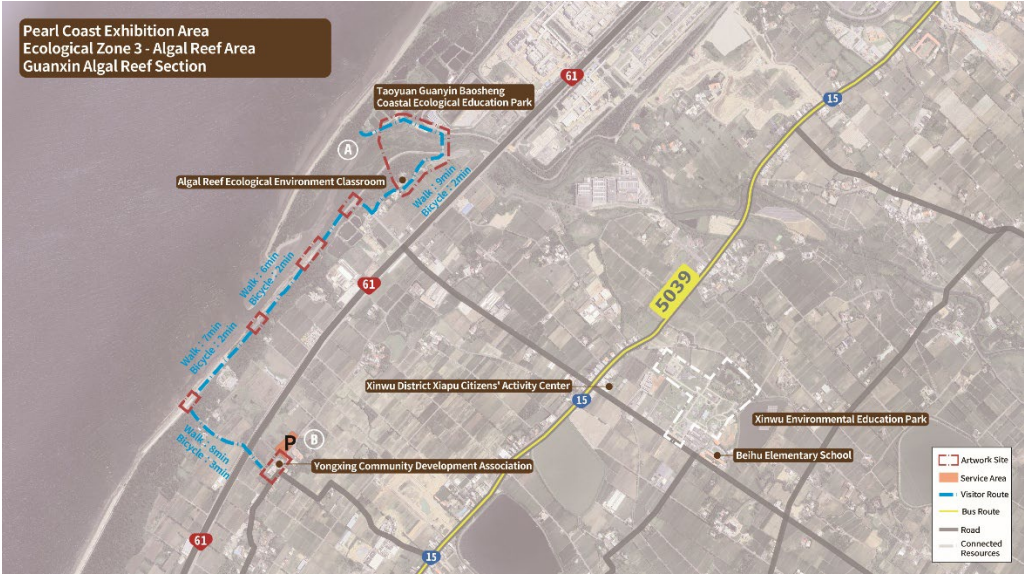 Pearl Coast Exhibition Area
Ecological Zone 3 - Algal Reef Area
Guanxin Algal Reef Section
61
Taoyuan Guanyin Baosheng
Coastal Ecological Education Park
15
A
Algal Reef Ecological Environment Classroom
Walk : 9min
Bicycle : 2min
Walk : 6min
Bicycle : 2min
61
5039
Walk : 7min
Bicycle : 2min
Xinwu District Xiapu Citizens' Activity Center
15
Xinwu Environmental Education Park
Walk : 8min
Bicycle : 3min
P
B
Yongxing Community Development Association
Beihu Elementary School
61
15
Artwork Site
Service Area
Visitor Route
Bus Route
Road
Connected
Resources